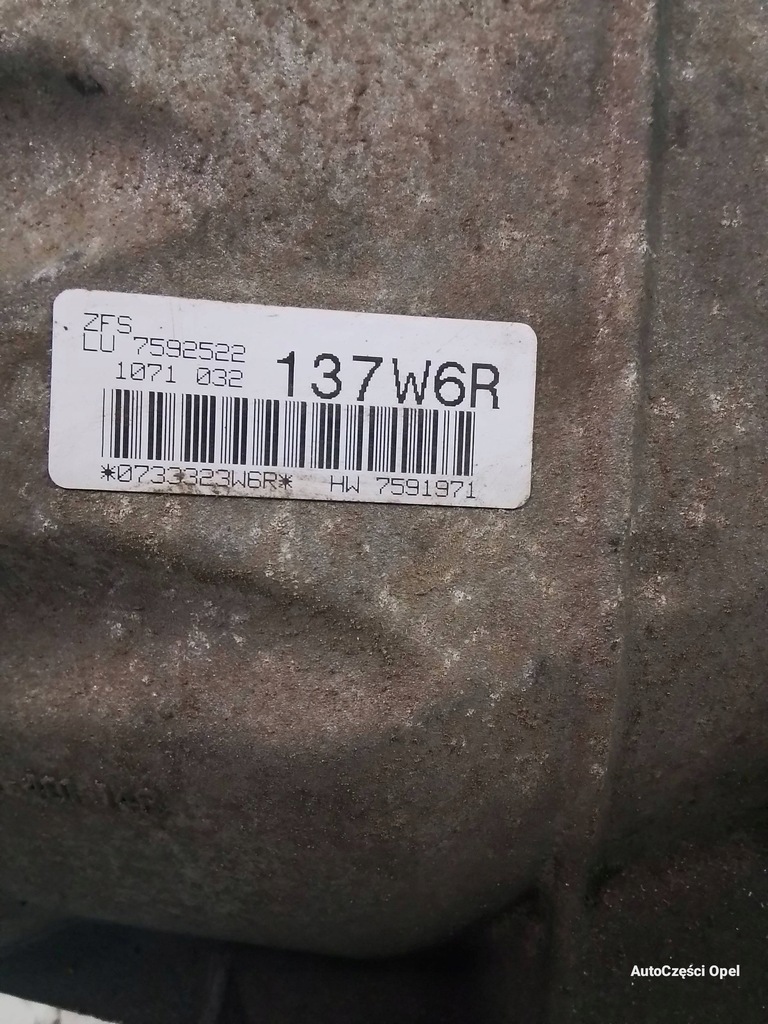 ZFS
LU 7592522
1071 032
137W6R
*0733323W6R* HW 7591971
AutoCzęści Opel